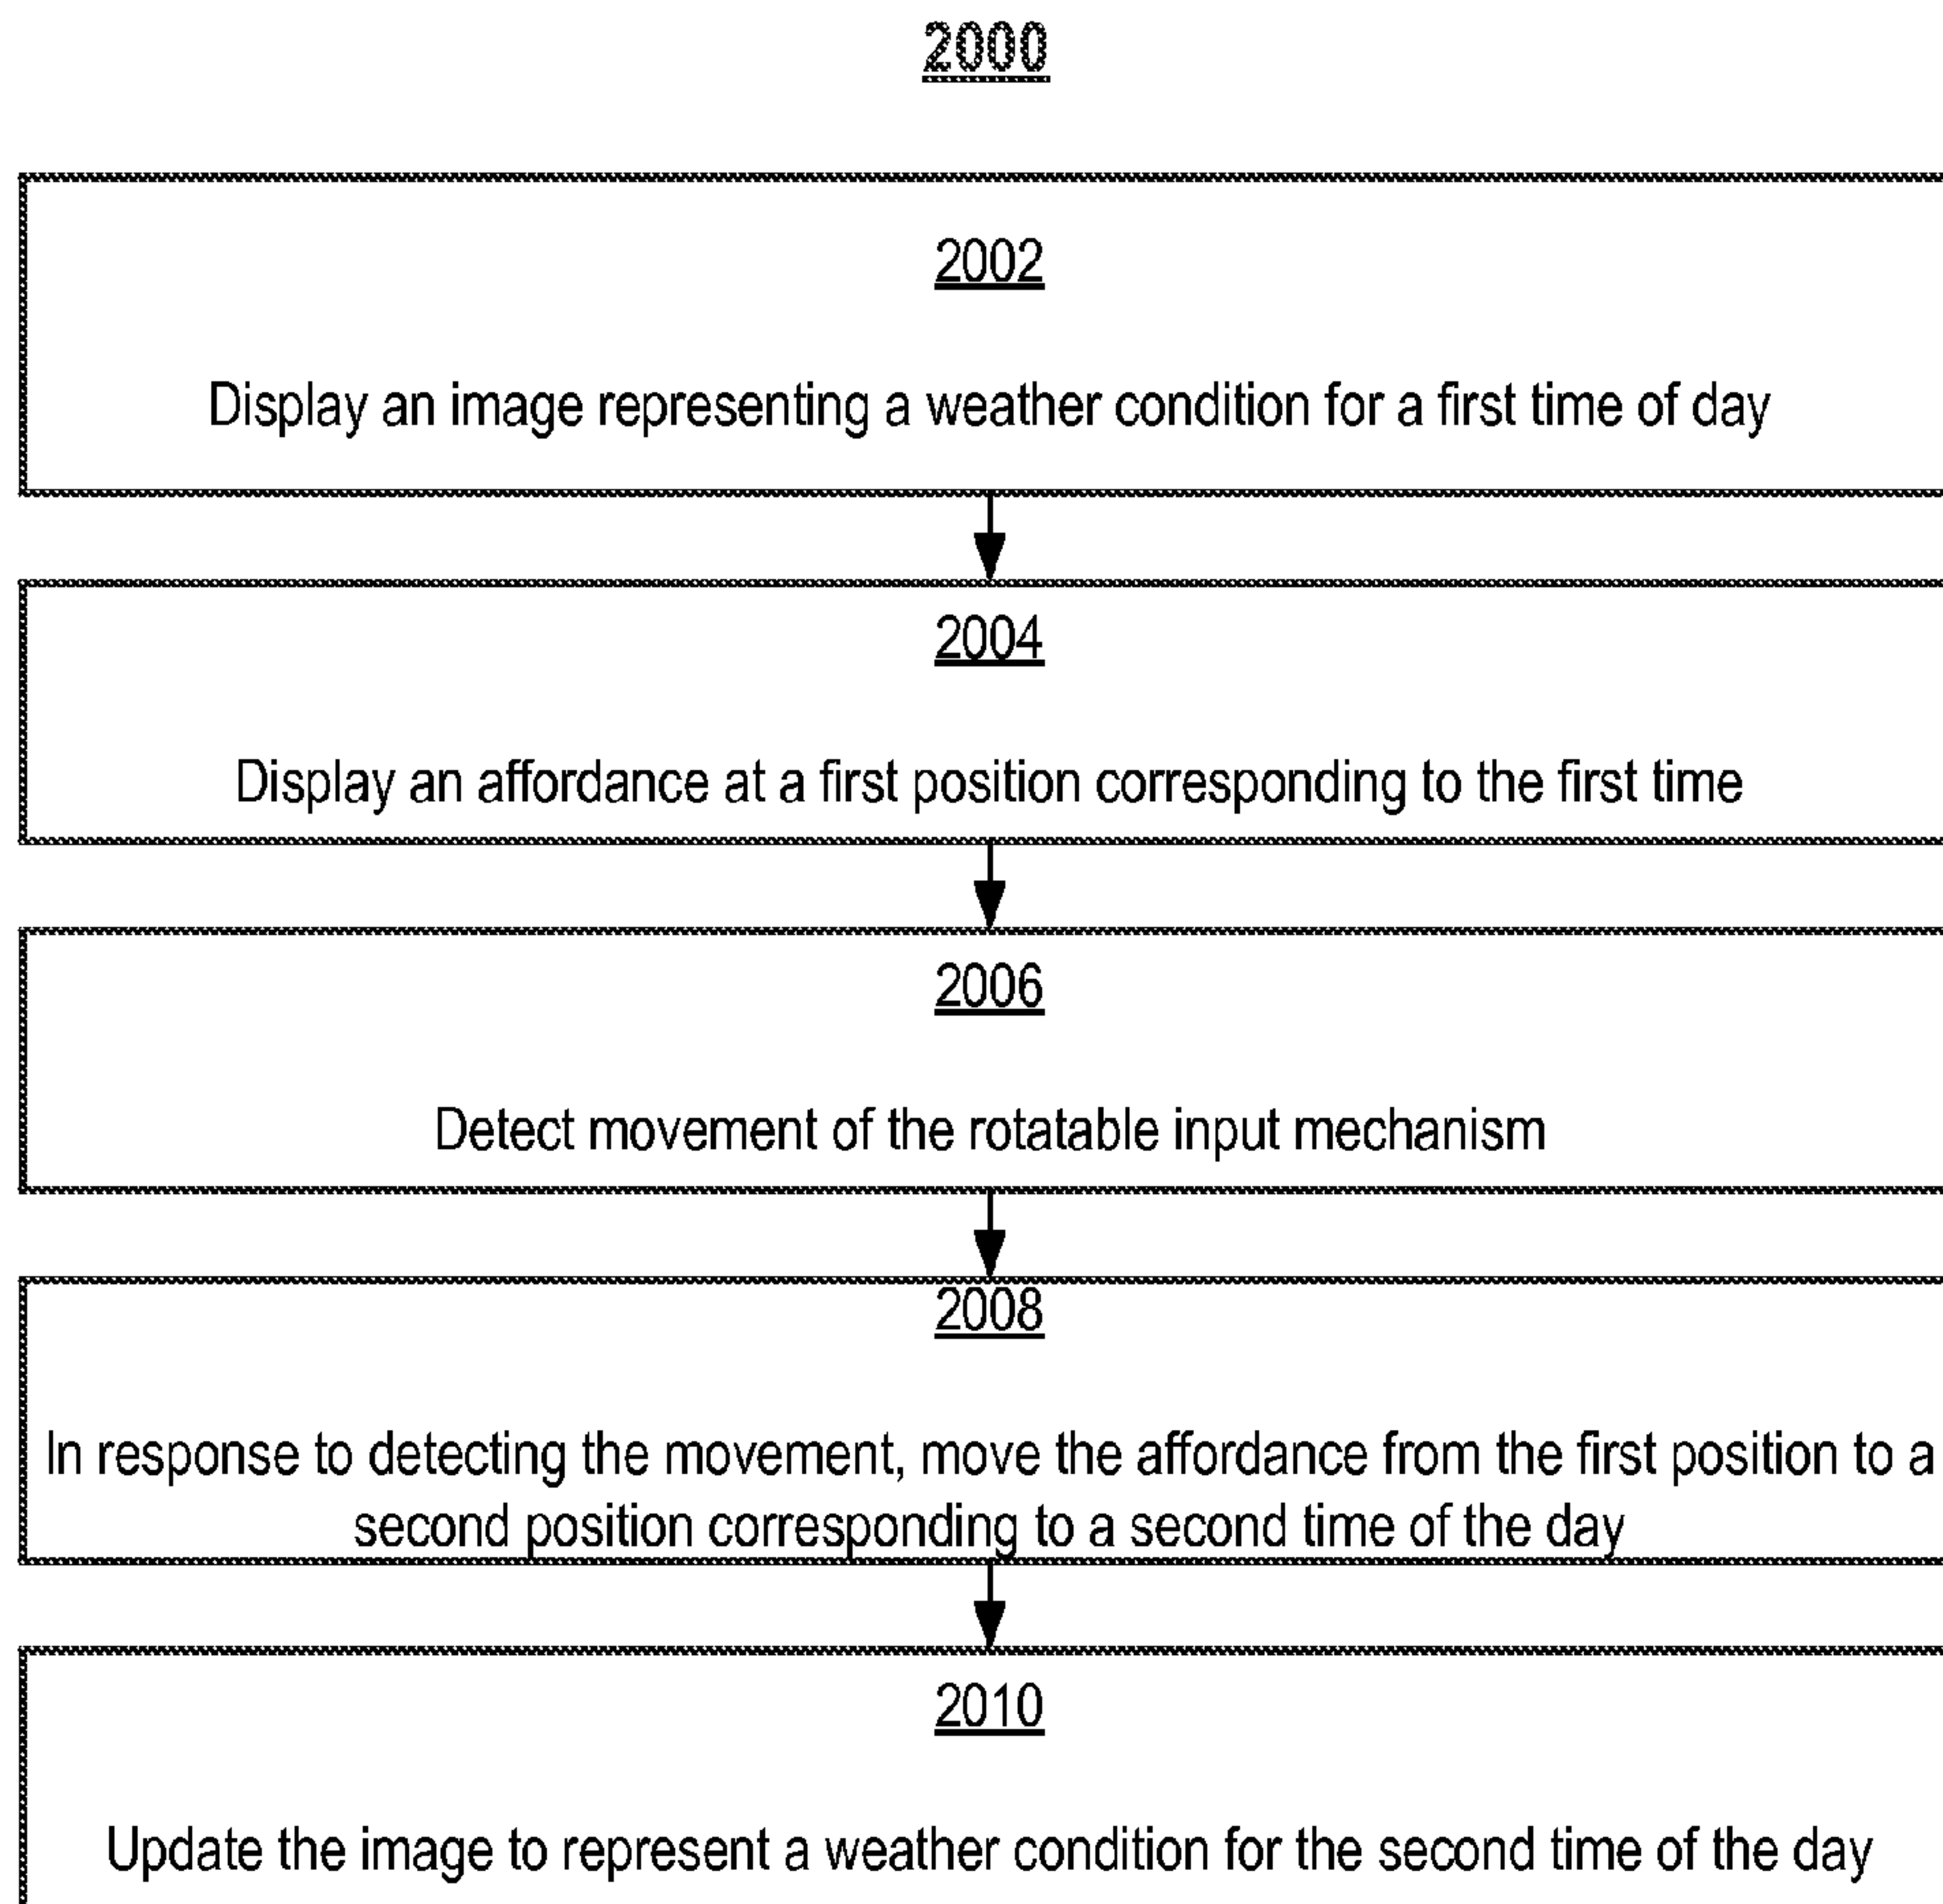 2000
2002
Display an image representing a weather condition for a first time of day
2004
Display an affordance at a first position corresponding to the first time
2006
Detect movement of the rotatable input mechanism
2008
In response to detecting the movement, move the affordance from the first position to a
second position corresponding to a second time of the day
2010
Update the image to represent a weather condition for the second time of the day